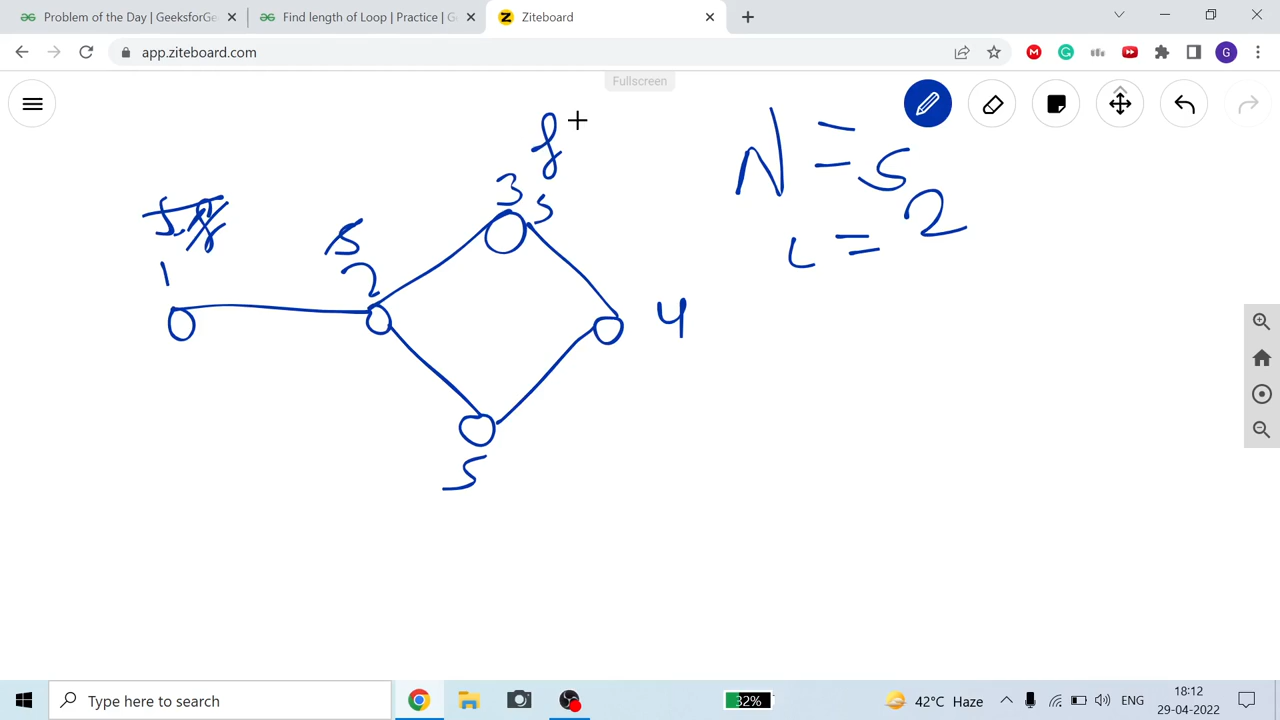 Problem of the Day | GeeksforGe
Find length of Loop | Practice | G
Ziteboard
app.ziteboard.com
G
Fullscreen
N = 5
c = 2
f
3 s
s.f
s
1
2
4
5
Type here to search
32%
42°C Haze
ENG
18:12
29-04-2022